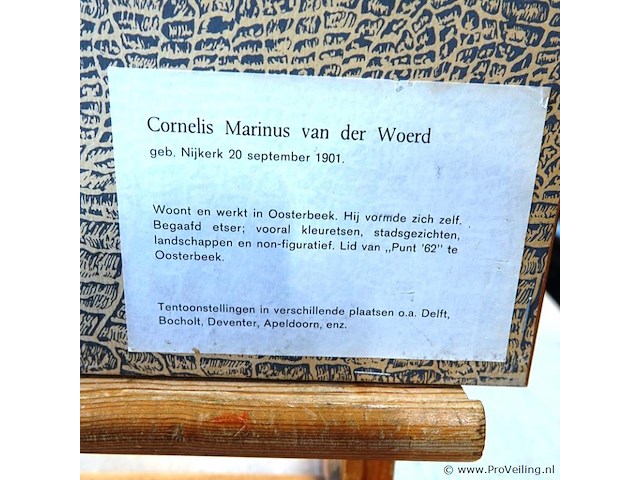 Cornelis Marinus van der Woerd
geb. Nijkerk 20 september 1901.
Woont en werkt in Oosterbeek. Hij vormde zich zelf.
Begaafd etser; vooral kleuretsen, stadsgezichten,
landschappen en non-figuratief. Lid van „Punt '62" te
Oosterbeek.
Tentoonstellingen in verschillende plaatsen o.a. Delft,
Bocholt, Deventer, Apeldoorn, enz.
© www.ProVeiling.nl